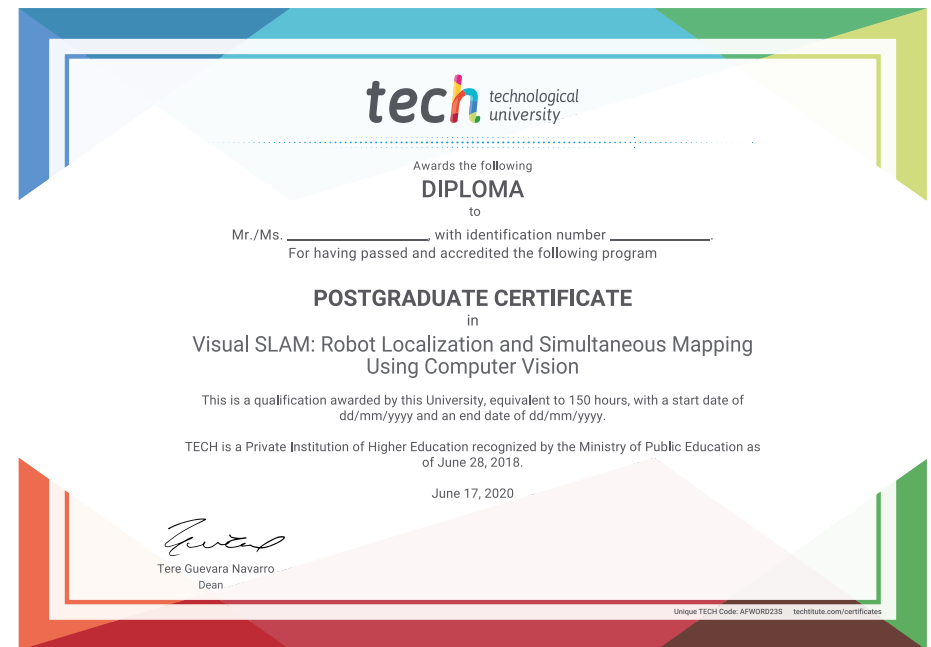 tech technological
university
Awards the following
DIPLOMA
to
Mr./Ms. ____________, with identification number ____________.
For having passed and accredited the following program
POSTGRADUATE CERTIFICATE
in
Visual SLAM: Robot Localization and Simultaneous Mapping
Using Computer Vision
This is a qualification awarded by this University, equivalent to 150 hours, with a start date of
dd/mm/yyyy and an end date of dd/mm/yyyy.
TECH is a Private Institution of Higher Education recognized by the Ministry of Public Education as
of June 28, 2018.
June 17, 2020
Tere Guevara Navarro
Dean
Unique TECH Code: AFWORD23S techtitute.com/certificates